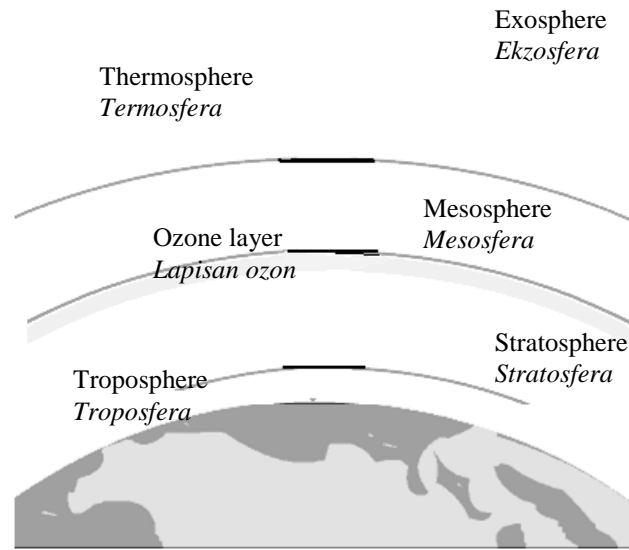 Exosphere
Ekzosfera
Thermosphere
Termosfera
Mesosphere
Mesosfera
Ozone layer
Lapisan ozon
Stratosphere
Stratosfera
Troposphere
Troposfera